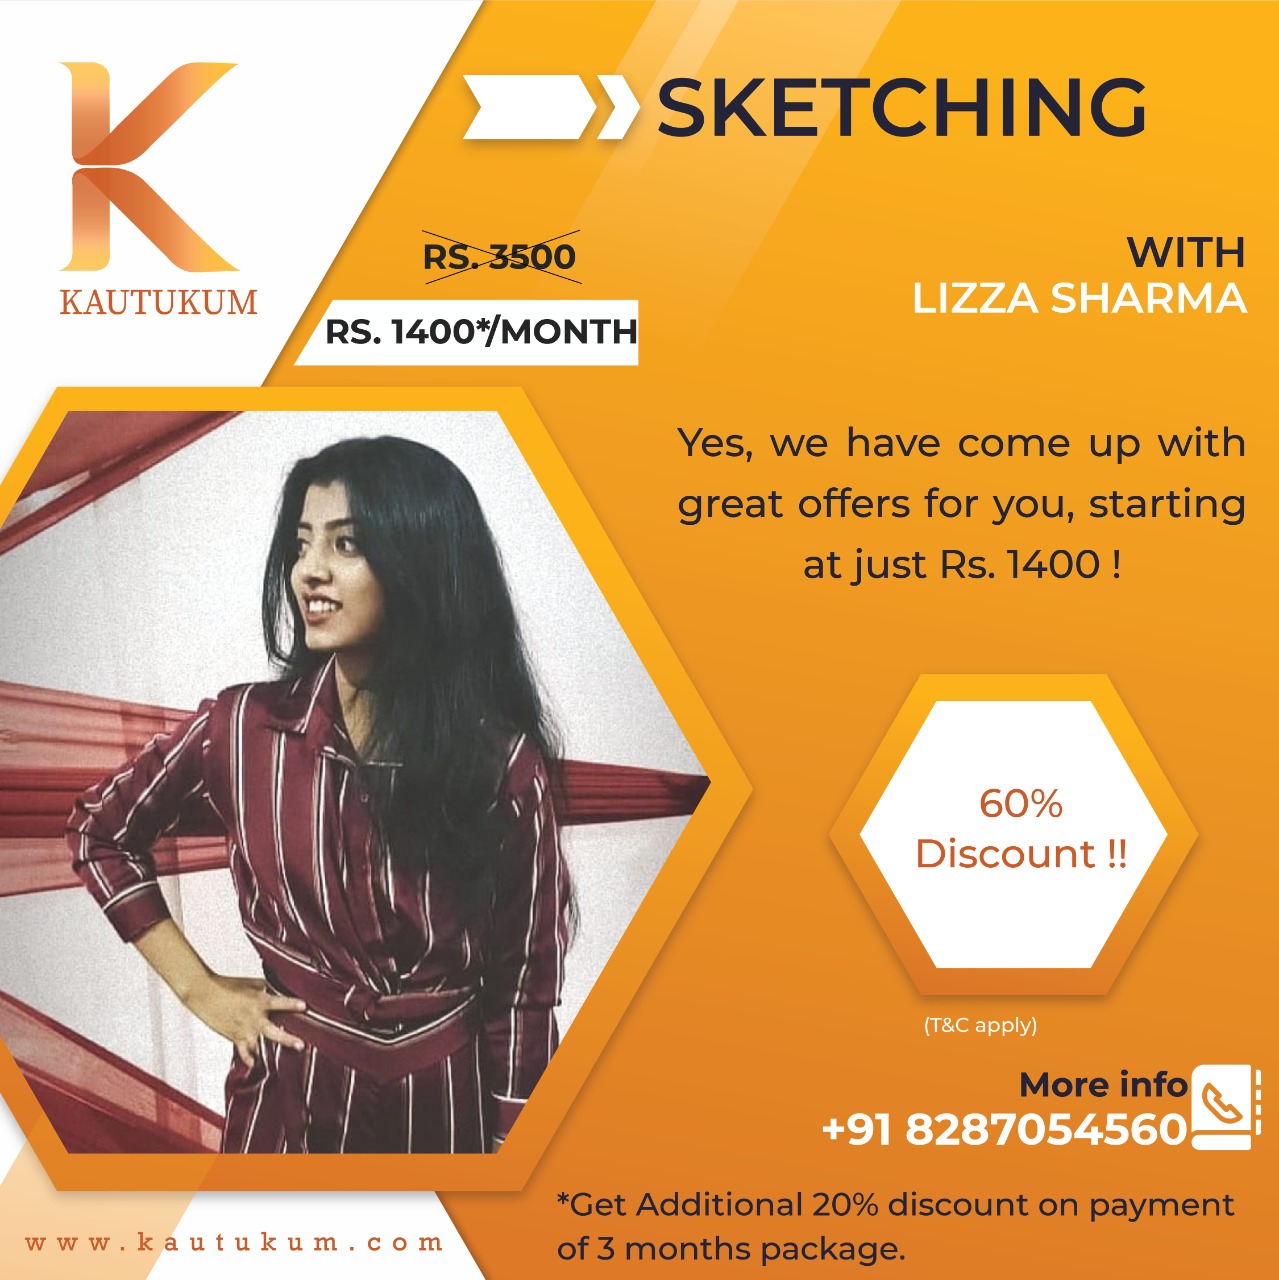 KAUTUKUM
SKETCHING
RS. 3500
RS. 1400*/MONTH
WITH
LIZZA SHARMA
Yes, we have come up with
great offers for you, starting
at just Rs. 1400 !
60%
Discount !!
(T&C apply)
More info
+91 8287054560
*Get Additional 20% discount on payment
of 3 months package.
www.kautukum.com